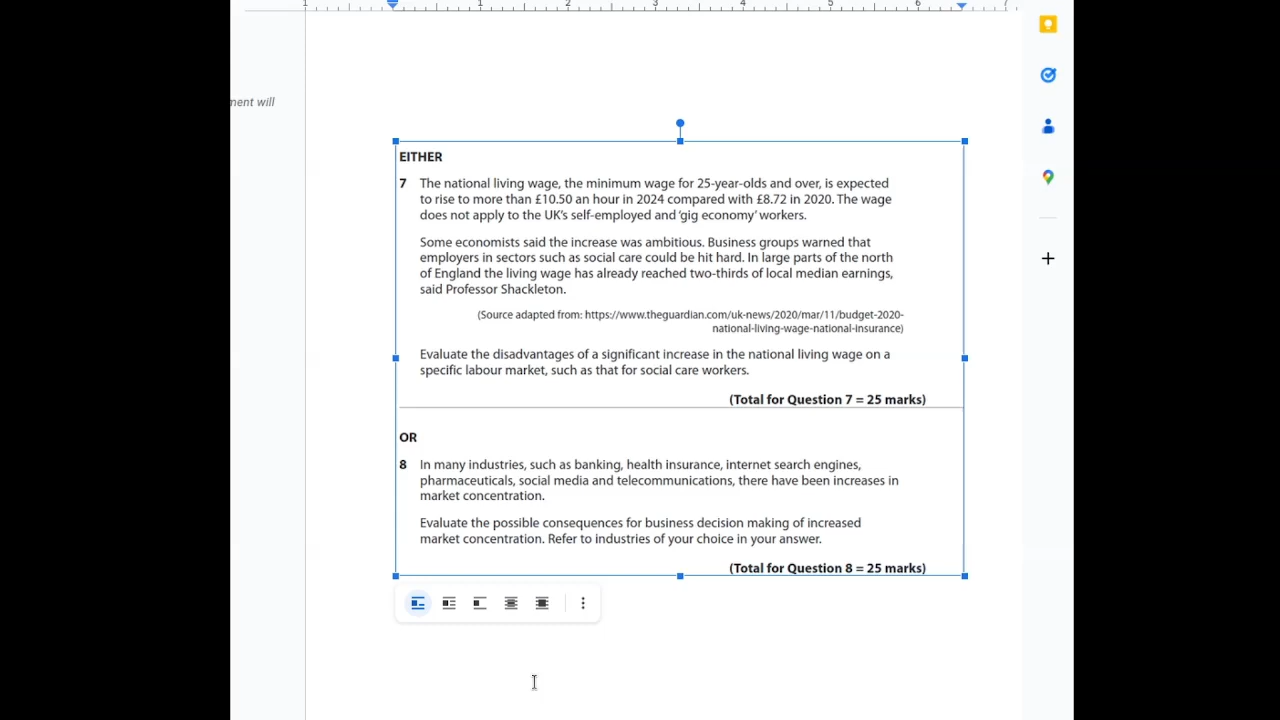 1 1 2 3 4 5 6 7
ment will
EITHER
7 The national living wage, the minimum wage for 25-year-olds and over, is expected
to rise to more than £10.50 an hour in 2024 compared with £8.72 in 2020. The wage
does not apply to the UK's self-employed and ‘gig economy’ workers.
Some economists said the increase was ambitious. Business groups warned that
employers in sectors such as social care could be hit hard. In large parts of the north
of England the living wage has already reached two-thirds of local median earnings,
said Professor Shackleton.
(Source adapted from: https://www.theguardian.com/uk-news/2020/mar/11/budget-2020-
national-living-wage-national-insurance)
Evaluate the disadvantages of a significant increase in the national living wage on a
specific labour market, such as that for social care workers.
(Total for Question 7 = 25 marks)
OR
8 In many industries, such as banking, health insurance, internet search engines,
pharmaceuticals, social media and telecommunications, there have been increases in
market concentration.
Evaluate the possible consequences for business decision making of increased
market concentration. Refer to industries of your choice in your answer.
(Total for Question 8 = 25 marks)